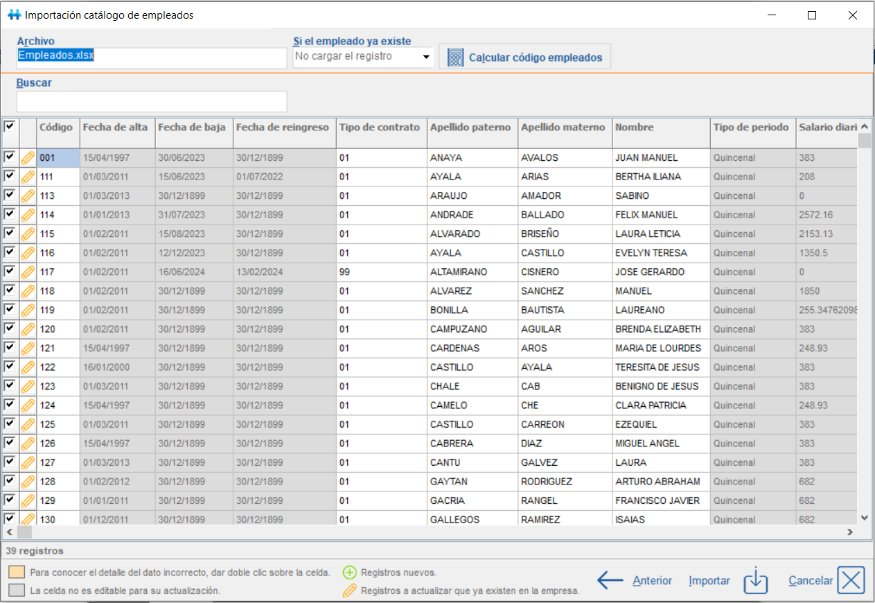 Importación catálogo de empleados
Archivo Si el empleado ya existe
Empleados.xlsx No cargar el registro Calcular código empleados
Buscar
Código Fecha de alta Fecha de baja Fecha de reingreso Tipo de contrato Apellido paterno Apellido materno Nombre Tipo de periodo Salario diari
001 15/04/1997 30/06/2023 30/12/1899 01 ANAYA AVALOS JUAN MANUEL Quincenal 383
111 01/03/2011 15/06/2023 01/07/2022 01 AYALA ARIAS BERTHA ILIANA Quincenal 208
113 01/03/2013 30/12/1899 30/12/1899 01 ARAUJO AMADOR SABINO Quincenal 0
114 01/01/2013 31/07/2023 30/12/1899 01 ANDRADE BALLADO FELIX MANUEL Quincenal 2572.16
115 01/02/2011 15/08/2023 30/12/1899 01 ALVARADO BRISEÑO LAURA LETICIA Quincenal 2153.13
116 01/02/2011 12/12/2023 30/12/1899 01 AYALA CASTILLO EVELYN TERESA Quincenal 1350.5
117 01/02/2011 16/06/2024 13/02/2024 99 ALTAMIRANO CISNERO JOSE GERARDO Quincenal 0
118 01/02/2011 30/12/1899 30/12/1899 01 ALVAREZ SANCHEZ MANUEL Quincenal 1850
119 01/02/2011 30/12/1899 30/12/1899 01 BONILLA BAUTISTA LAUREANO Quincenal 255.34762098
120 01/02/2011 30/12/1899 30/12/1899 01 CAMPUZANO AGUILAR BRENDA ELIZABETH Quincenal 383
121 15/04/1997 30/12/1899 30/12/1899 01 CARDENAS AROS MARIA DE LOURDES Quincenal 248.93
122 16/01/2000 30/12/1899 30/12/1899 01 CASTILLO AYALA TERESITA DE JESUS Quincenal 383
123 01/03/2011 30/12/1899 30/12/1899 01 CHALE CAB BENIGNO DE JESUS Quincenal 383
124 15/04/1997 30/12/1899 30/12/1899 01 CAMELO CHE CLARA PATRICIA Quincenal 248.93
125 01/03/2011 30/12/1899 30/12/1899 01 CASTILLO CARREON EZEQUIEL Quincenal 383
126 15/04/1997 30/12/1899 30/12/1899 01 CABRERA DIAZ MIGUEL ANGEL Quincenal 383
127 01/03/2013 30/12/1899 30/12/1899 01 CANTU GALVEZ LAURA Quincenal 383
128 01/02/2012 30/12/1899 30/12/1899 01 GAYTAN RODRIGUEZ ARTURO ABRAHAM Quincenal 682
129 01/01/2011 30/12/1899 30/12/1899 01 GACRIA RANGEL FRANCISCO JAVIER Quincenal 682
130 01/12/2011 30/12/1899 30/12/1899 01 GALLEGOS RAMIREZ ISAIAS Quincenal 682
39 registros
Para conocer el detalle del dato incorrecto, dar doble clic sobre la celda. Registros nuevos.
La celda no es editable para su actualización. Registros a actualizar que ya existen en la empresa.
Anterior Importar Cancelar